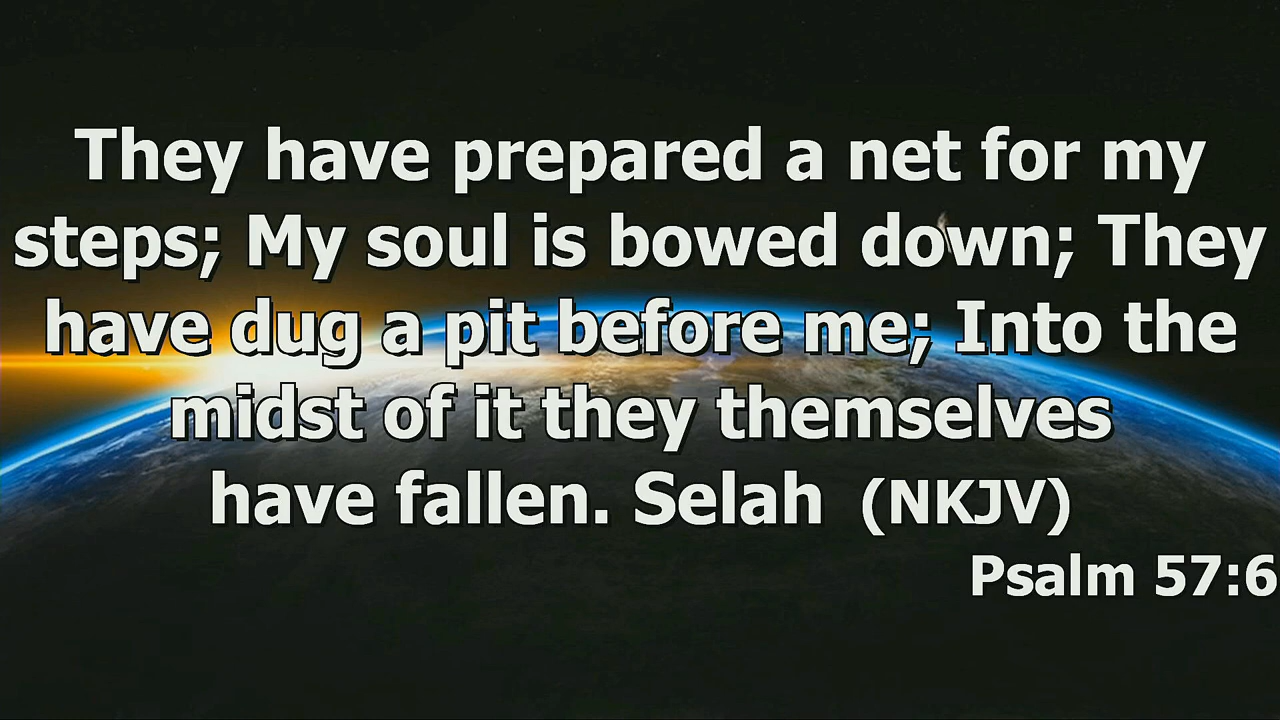 They have prepared a net for my
steps; My soul is bowed down; They
have dug a pit before me; Into the
midst of it they themselves
have fallen. Selah (NKJV)
Psalm 57:6